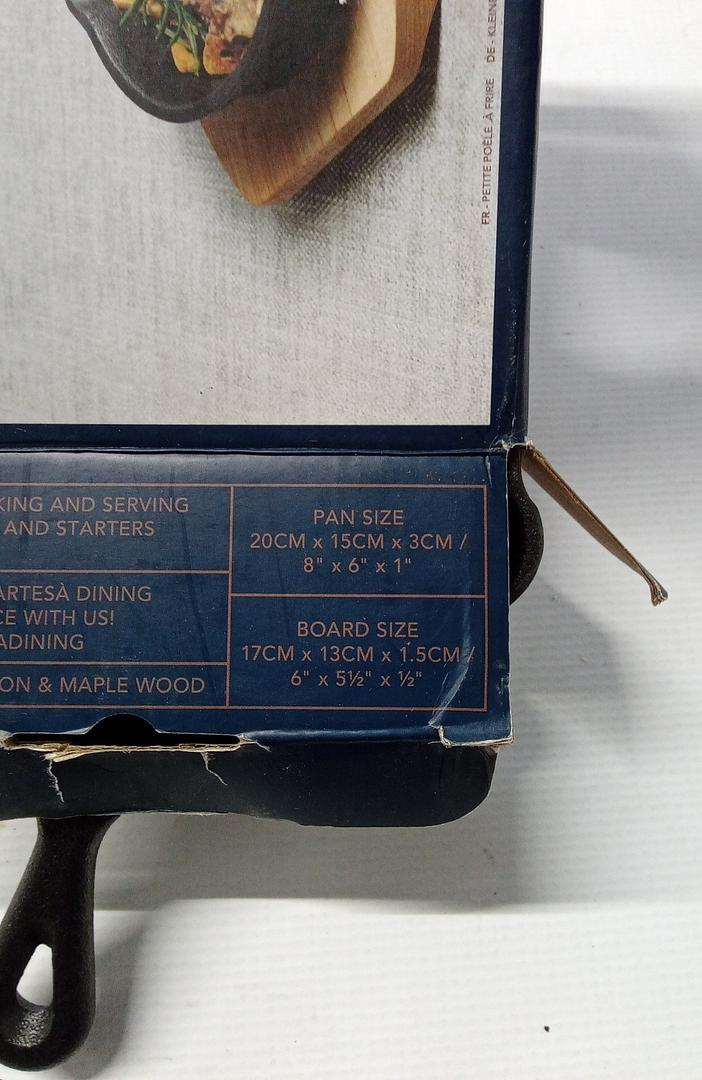 FR - PETITE POÊLE À FRIRE DE - KLEINE
KING AND SERVING
AND STARTERS
ARTESÀ DINING
CE WITH US!
ADINING
ON & MAPLE WOOD
PAN SIZE
20CM x 15CM x 3CM /
8" x 6" x 1"
BOARD SIZE
17CM x 13CM x 1.5CM /
6" x 5½" x ½"